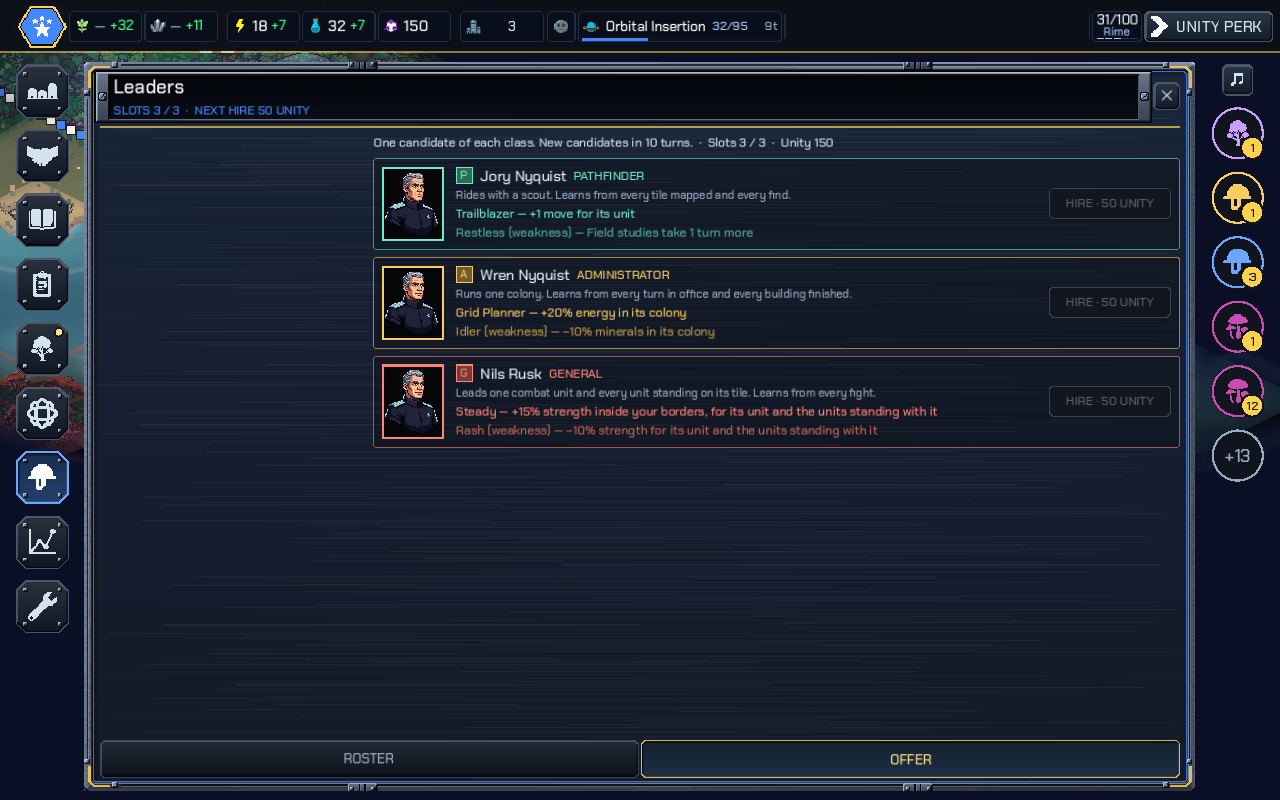 — +32
— +11
18 +7
32 +7
150
3
Orbital Insertion 32/95 9t
31/100
Rime
UNITY PERK
Leaders
SLOTS 3 / 3 · NEXT HIRE 50 UNITY
One candidate of each class. New candidates in 10 turns. · Slots 3 / 3 · Unity 150
P Jory Nyquist PATHFINDER
Rides with a scout. Learns from every tile mapped and every find.
Trailblazer — +1 move for its unit
Restless (weakness) — Field studies take 1 turn more
HIRE · 50 UNITY
A Wren Nyquist ADMINISTRATOR
Runs one colony. Learns from every turn in office and every building finished.
Grid Planner — +20% energy in its colony
Idler (weakness) — −10% minerals in its colony
HIRE · 50 UNITY
G Nils Rusk GENERAL
Leads one combat unit and every unit standing on its tile. Learns from every fight.
Steady — +15% strength inside your borders, for its unit and the units standing with it
Rash (weakness) — −10% strength for its unit and the units standing with it
HIRE · 50 UNITY
1
1
3
1
12
+13
ROSTER
OFFER